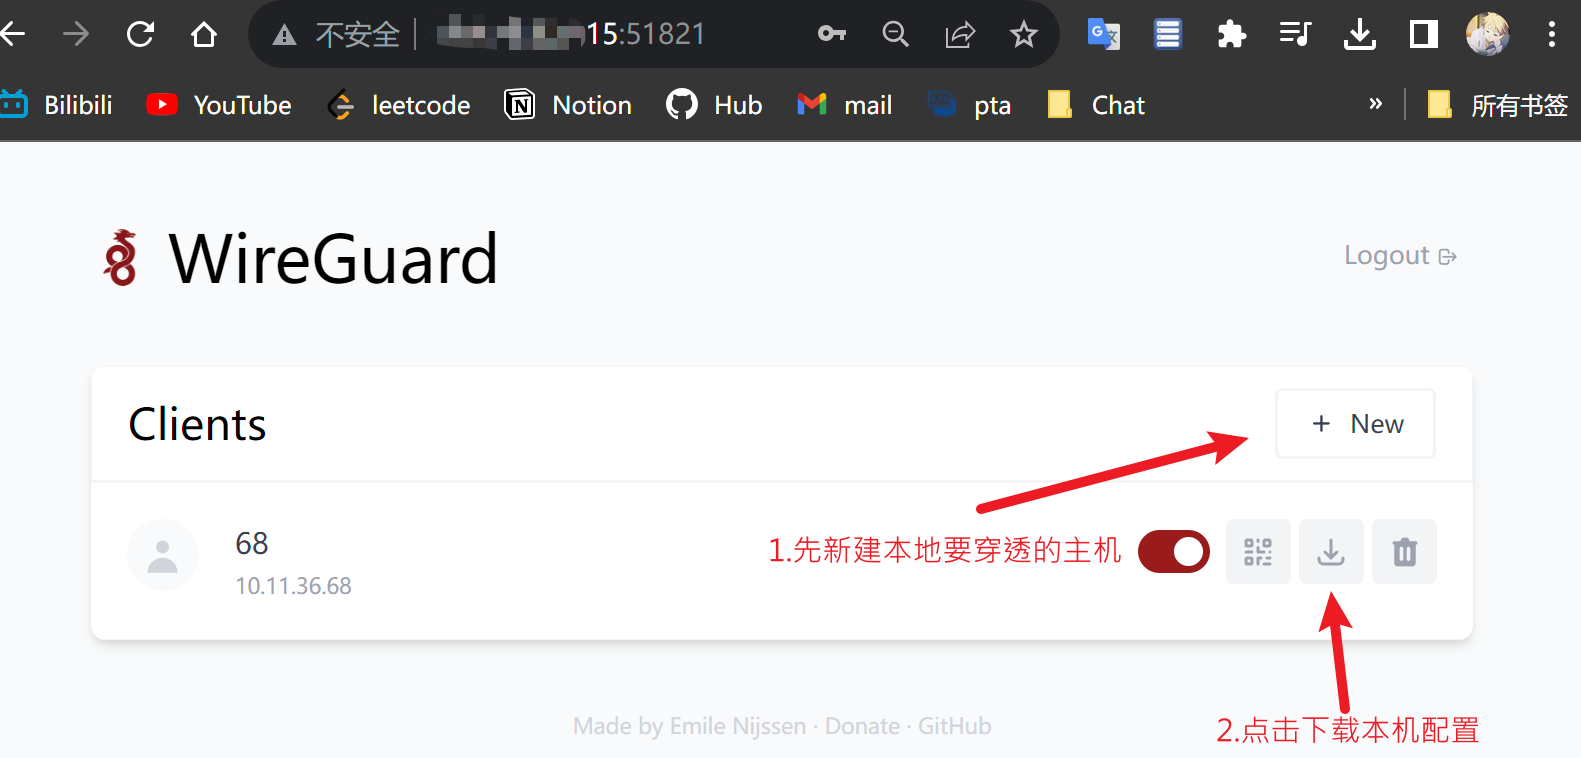 不安全 15:51821
Bilibili YouTube leetcode Notion Hub mail pta Chat » 所有书签
WireGuard
Logout
Clients
+ New
68
10.11.36.68
1.先新建本地要穿透的主机
2.点击下载本机配置
Made by Emile Nijssen · Donate · GitHub